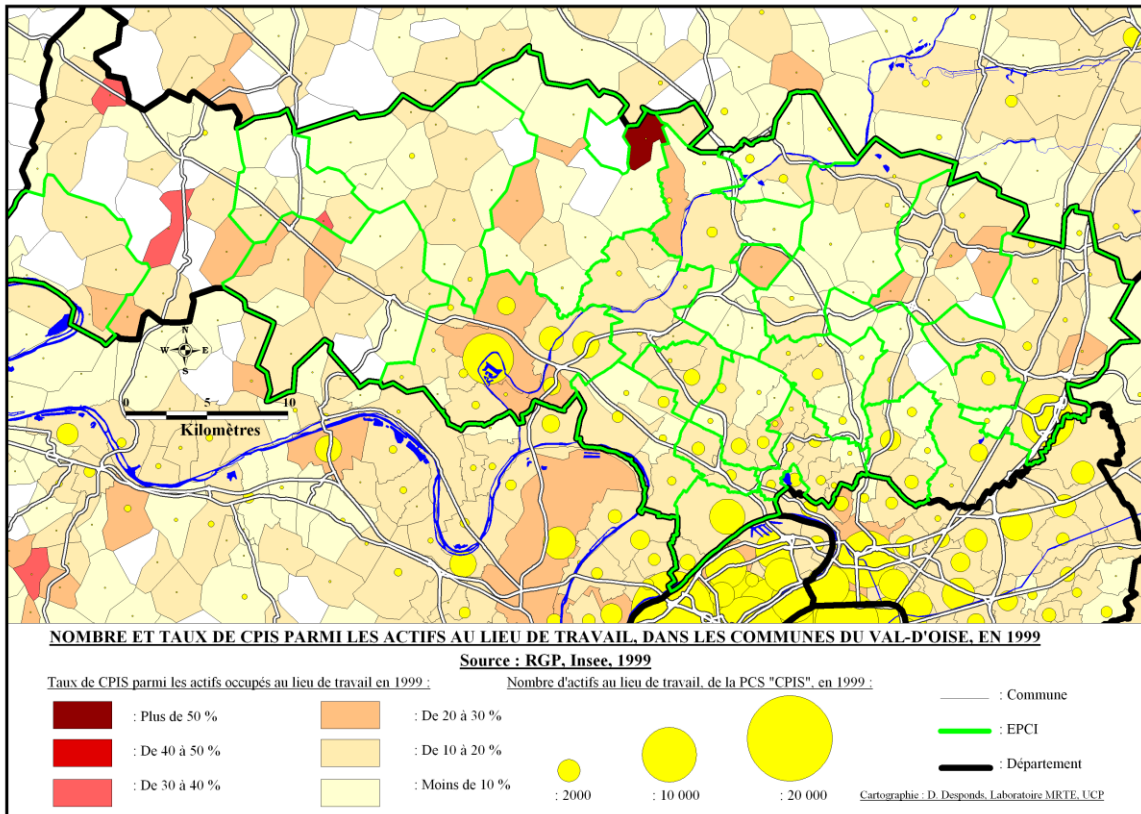 N
W E
S
0 5 10
Kilomètres
NOMBRE ET TAUX DE CPIS PARMI LES ACTIFS AU LIEU DE TRAVAIL, DANS LES COMMUNES DU VAL-D'OISE, EN 1999
Source : RGP, Insee, 1999
Taux de CPIS parmi les actifs occupés au lieu de travail en 1999 :
: Plus de 50 %
: De 40 à 50 %
: De 30 à 40 %
: De 20 à 30 %
: De 10 à 20 %
: Moins de 10 %
Nombre d'actifs au lieu de travail, de la PCS "CPIS", en 1999 :
: 2000
: 10 000
: 20 000
: Commune
: EPCI
: Département
Cartographie : D. Desponds, Laboratoire MRTE, UCP